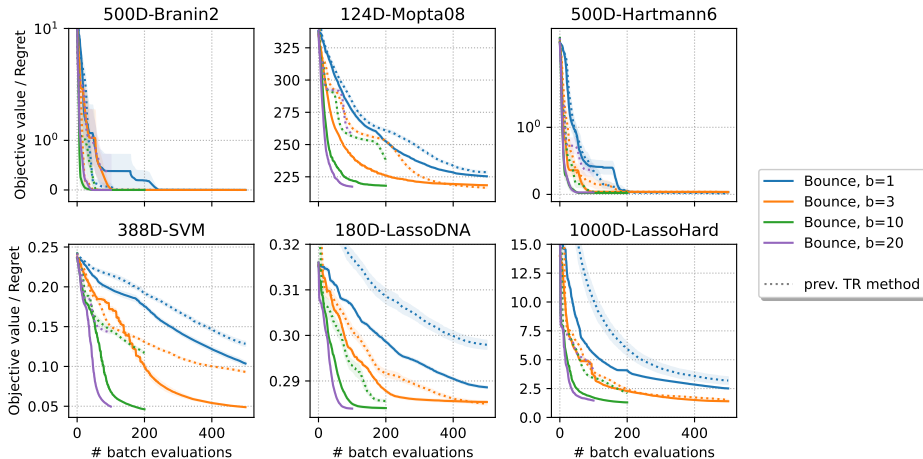 500D-Branin2
124D-Mopta08
500D-Hartmann6
Objective value / Regret
10¹
10⁰
0
325
300
275
250
225
10⁰
0
Bounce, b=1
Bounce, b=3
Bounce, b=10
Bounce, b=20
prev. TR method
388D-SVM
180D-LassoDNA
1000D-LassoHard
Objective value / Regret
0.25
0.20
0.15
0.10
0.05
0.32
0.31
0.30
0.29
15.0
12.5
10.0
7.5
5.0
2.5
0.0
0 200 400
0 200 400
0 200 400
# batch evaluations
# batch evaluations
# batch evaluations